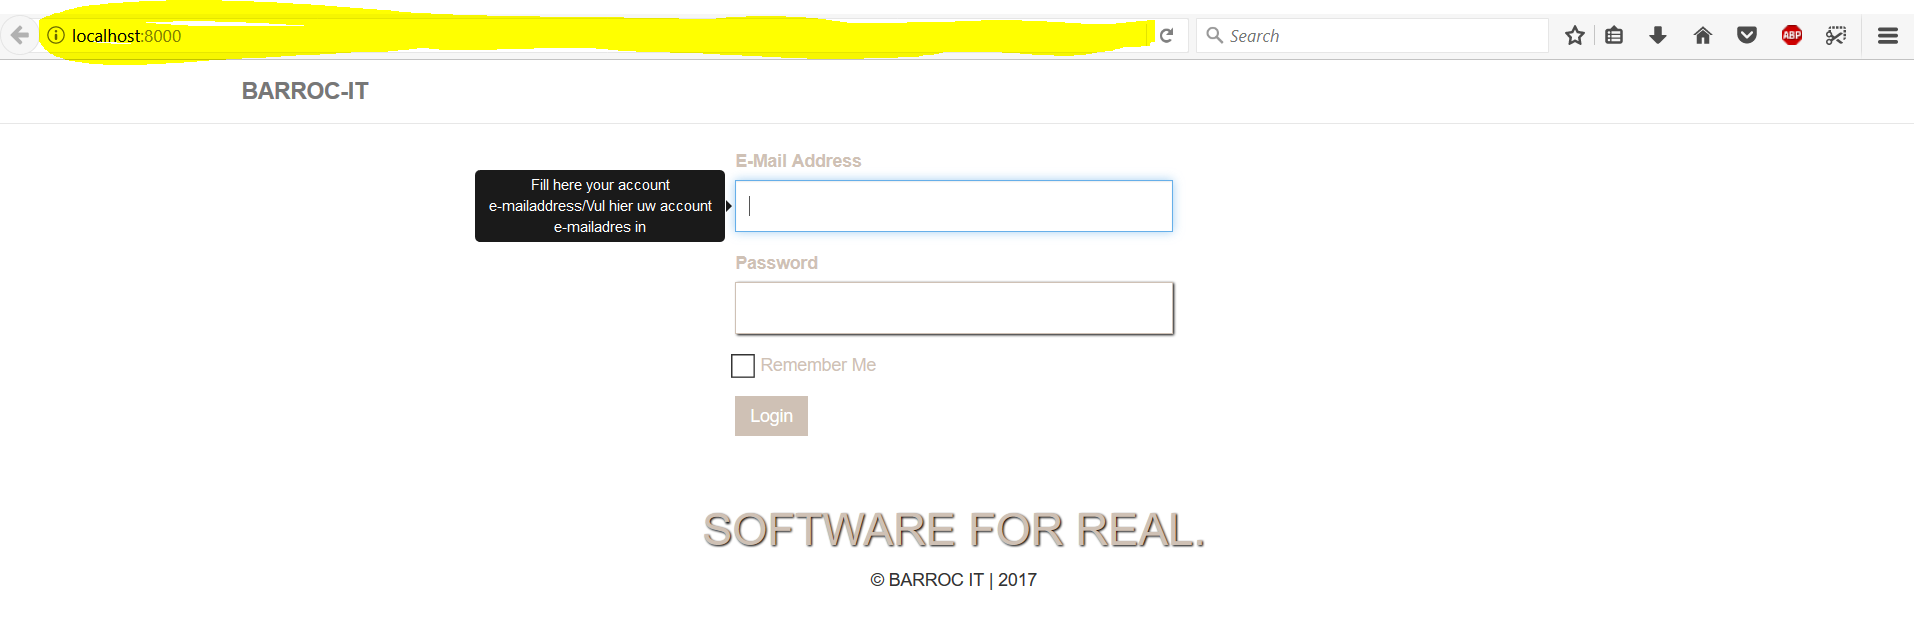 localhost:8000
Search
ABP
BARROC-IT
E-Mail Address
Fill here your account
e-mailaddress/Vul hier uw account
e-mailadres in
Password
Remember Me
Login
SOFTWARE FOR REAL.
© BARROC IT | 2017